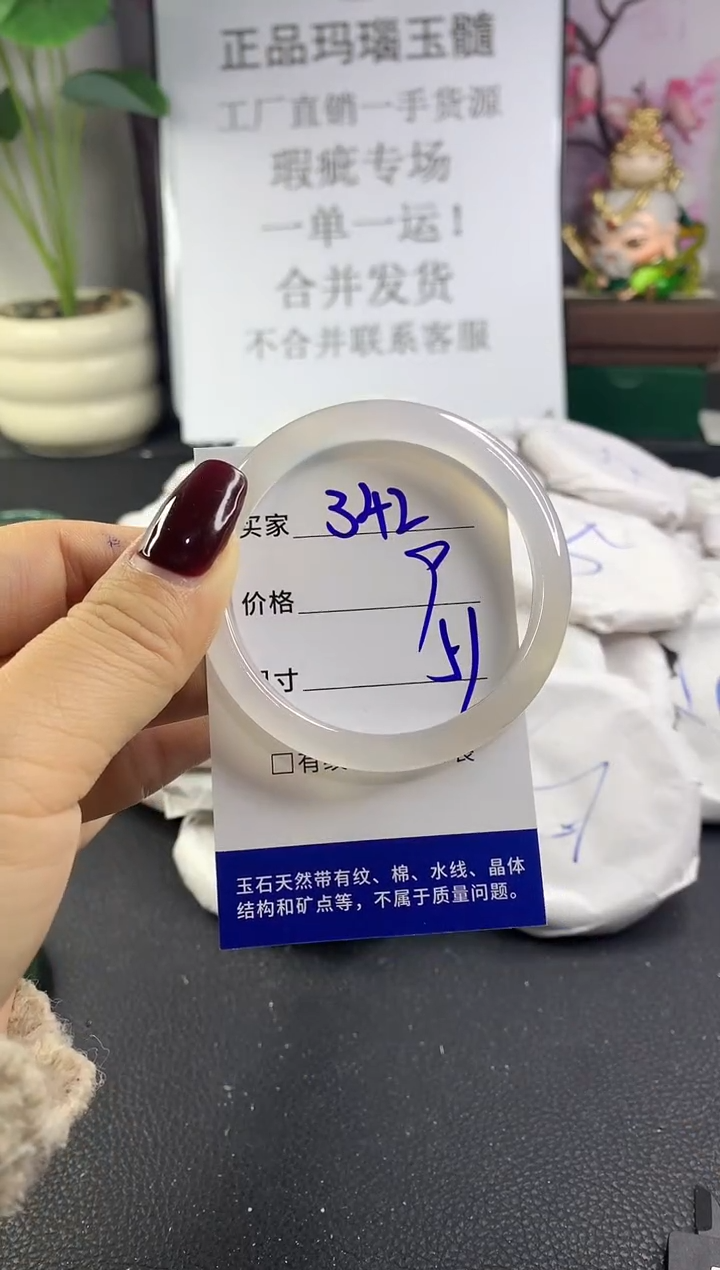 正品玛瑙玉髓
工厂直销一手货源
瑕疵专场
一单一运！
合并发货
不合并联系客服
买家 342
价格 9
寸 51
□有
玉石天然带有纹、棉、水线、晶体
结构和矿点等，不属于质量问题。